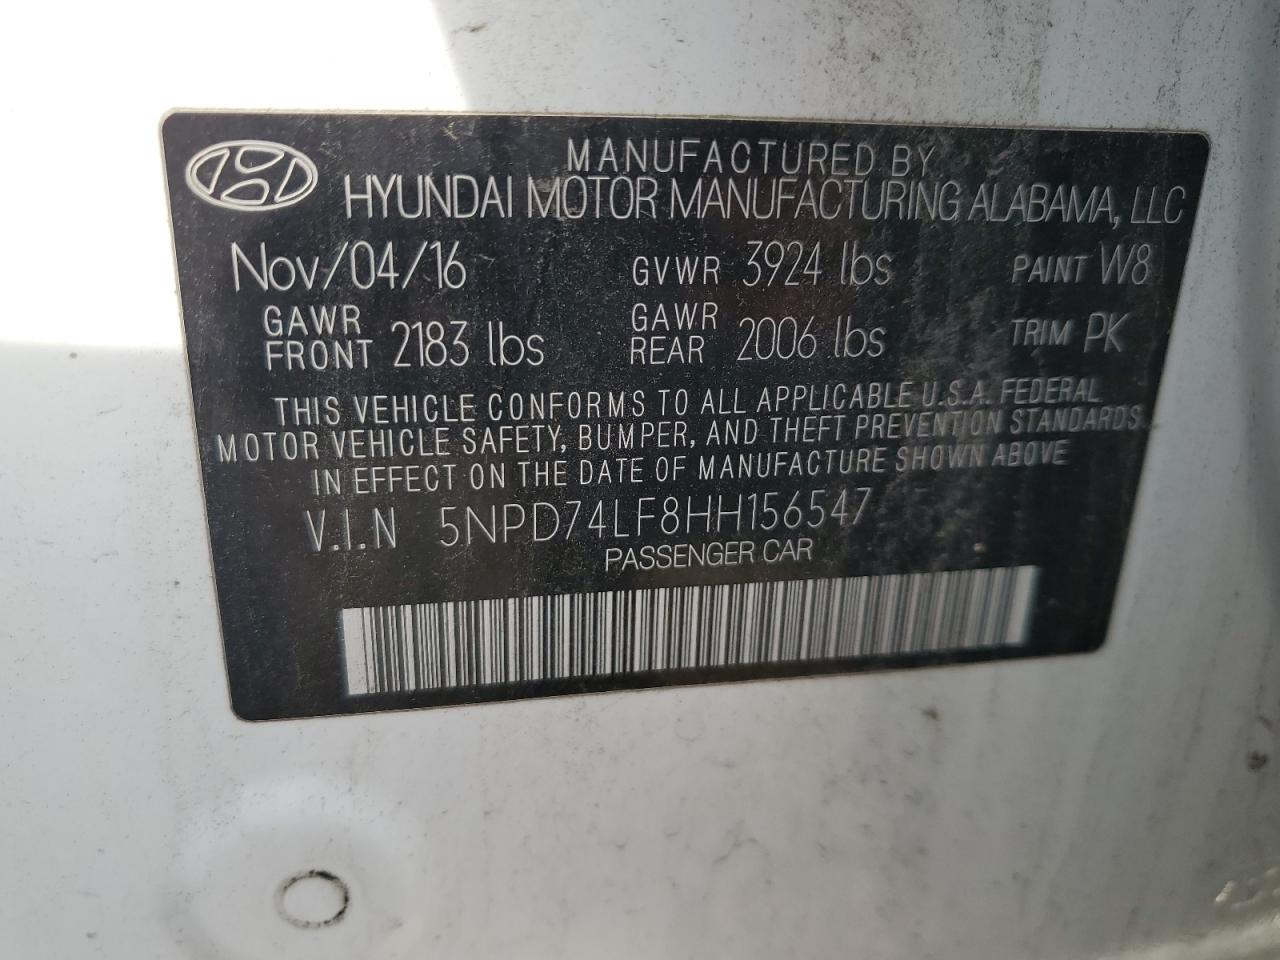 MANUFACTURED BY
HYUNDAI MOTOR MANUFACTURING ALABAMA, LLC
Nov/04/16 GVWR 3924 lbs PAINT W8
GAWR FRONT 2183 lbs GAWR REAR 2006 lbs TRIM PK
THIS VEHICLE CONFORMS TO ALL APPLICABLE U.S.A. FEDERAL
MOTOR VEHICLE SAFETY, BUMPER, AND THEFT PREVENTION STANDARDS
IN EFFECT ON THE DATE OF MANUFACTURE SHOWN ABOVE
V.I.N 5NPD74LF8HH156547
PASSENGER CAR